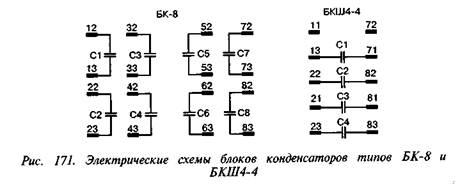 БК-8
БКШ4-4
12 32 52 72
11 72
C1 C3 C5 C7
C1
13 71
13 33 53 73
22 42 62 82
22 C2 82
C2 C4 C6 C8
21 C3 81
23 43 63 83
23 C4 83
Рис. 171. Электрические схемы блоков конденсаторов типов БК-8 и
БКШ4-4